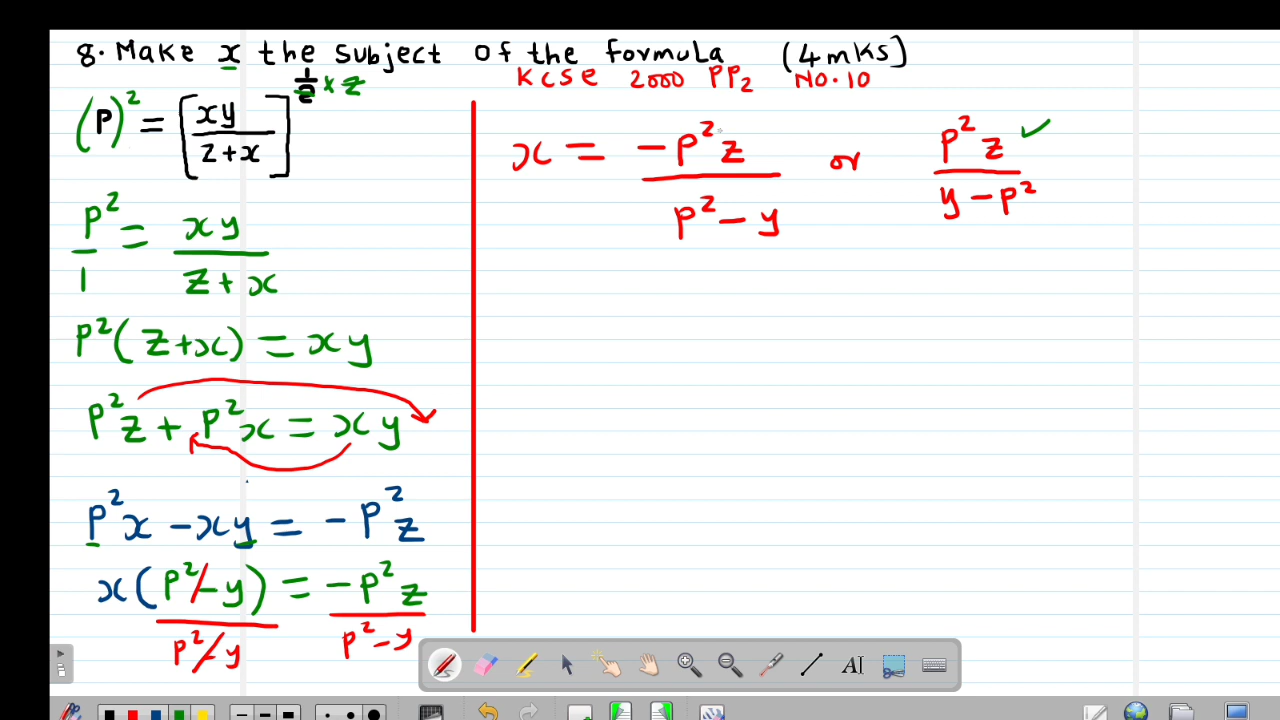 8. Make x the subject of the formula (4mks)
KCSE 2000 PP2 NO.10
(P)² = [xy / z+x]^½ × 2
P² / 1 = xy / z+x
P²(z+x) = xy
P²z + P²x = xy
P²x - xy = -P²z
x(P² - y) = -P²z
P² - y P² - y
x = -P²z / P² - y or P²z / y - P² ✓
AI